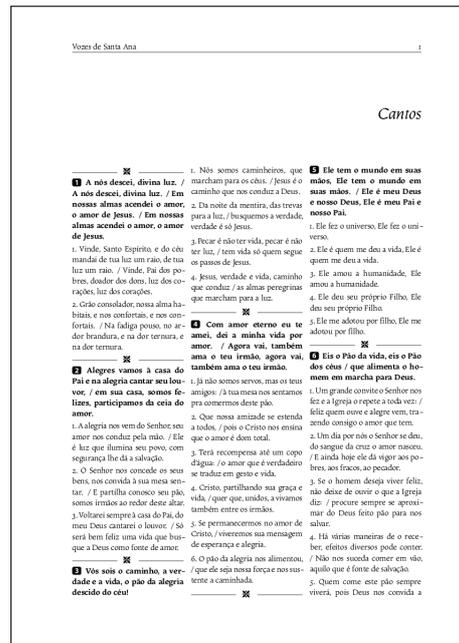 Vozes de Santa Ana 1
Cantos
1 A nós descei, divina luz. /
A nós descei, divina luz. / Em
nossas almas acendei o amor,
o amor de Jesus. / Em nossas
almas acendei o amor, o amor
de Jesus.
1. Vinde, Santo Espírito, e do céu
mandai de tua luz um raio, de tua
luz um raio. / Vinde, Pai dos po-
bres, doador dos dons, luz dos co-
rações, luz dos corações.
2. Grão consolador, nossa alma ha-
bitais, e nos confortais, e nos con-
fortais. / Na fadiga pouso, no ar-
dor brandura, e na dor ternura, e
na dor ternura.
2 Alegres vamos à casa do
Pai e na alegria cantar seu lou-
vor, / em sua casa, somos fe-
lizes, participamos da ceia do
amor.
1. A alegria nos vem do Senhor, seu
amor nos conduz pela mão. / Ele
é luz que ilumina seu povo, com
segurança lhe dá a salvação.
2. O Senhor nos concede os seus
bens, nos convida à sua mesa sen-
tar. / E partilha conosco seu pão,
somos irmãos ao redor deste altar.
3. Voltarei sempre à casa do Pai, do
meu Deus cantarei o louvor. / Só
será bem feliz uma vida que bus-
que a Deus como fonte de amor.
3 Vós sois o caminho, a ver-
dade e a vida, o pão da alegria
descido do céu!
1. Nós somos caminheiros, que
marcham para os céus. / Jesus é o
caminho que nos conduz a Deus.
2. Da noite da mentira, das trevas
para a luz, / busquemos a verdade,
verdade é só Jesus.
3. Pecar é não ter vida, pecar é não
ter luz, / tem vida só quem segue
os passos de Jesus.
4. Jesus, verdade e vida, caminho
que conduz / as almas peregrinas
que marcham para a luz.
4 Com amor eterno eu te
amei, dei a minha vida por
amor. / Agora vai, também
ama o teu irmão, agora vai,
também ama o teu irmão.
1. Já não somos servos, mas os teus
amigos: / à tua mesa nos sentamos
pra comermos deste pão.
2. Que nossa amizade se estenda
a todos, / pois o Cristo nos ensina
que o amor é dom total.
3. Terá recompensa até um copo
d'água: / o amor que é verdadeiro
se traduz em gesto e vida.
4. Cristo, partilhando sua graça e
vida, / quer que, unidos, a vivamos
também entre os irmãos.
5. Se permanecermos no amor de
Cristo, / viveremos sua mensagem
de esperança e alegria.
6. O pão da alegria nos alimentou,
/ que ele seja nossa força e nos sus-
tente a caminhada.
5 Ele tem o mundo em suas
mãos, Ele tem o mundo em
suas mãos. / Ele é meu Deus
e nosso Deus, Ele é meu Pai e
nosso Pai.
1. Ele fez o universo, Ele fez o uni-
verso.
2. Ele é quem me deu a vida, Ele é
quem me deu a vida.
3. Ele amou a humanidade, Ele
amou a humanidade.
4. Ele deu seu próprio Filho, Ele
deu seu próprio Filho.
5. Ele me adotou por filho, Ele me
adotou por filho.
6 Eis o Pão da vida, eis o Pão
dos céus / que alimenta o ho-
mem em marcha para Deus.
1. Um grande convite o Senhor nos
fez e a Igreja o repete a toda vez: /
feliz quem ouve e alegre vem, tra-
zendo consigo o amor que tem.
2. Um dia por nós o Senhor se deu,
do sangue da cruz o amor nasceu,
/ E ainda hoje ele dá vigor aos po-
bres, aos fracos, ao pecador.
3. Se o homem deseja viver feliz,
não deixe de ouvir o que a Igreja
diz: / procure sempre se aproxi-
mar do Deus feito pão para nos
salvar.
4. Há várias maneiras de o rece-
ber, efeitos diversos pode conter.
/ Não nos suceda comer em vão,
aquilo que é fonte de salvação.
5. Quem come este pão sempre
viverá, pois Deus nos convida a